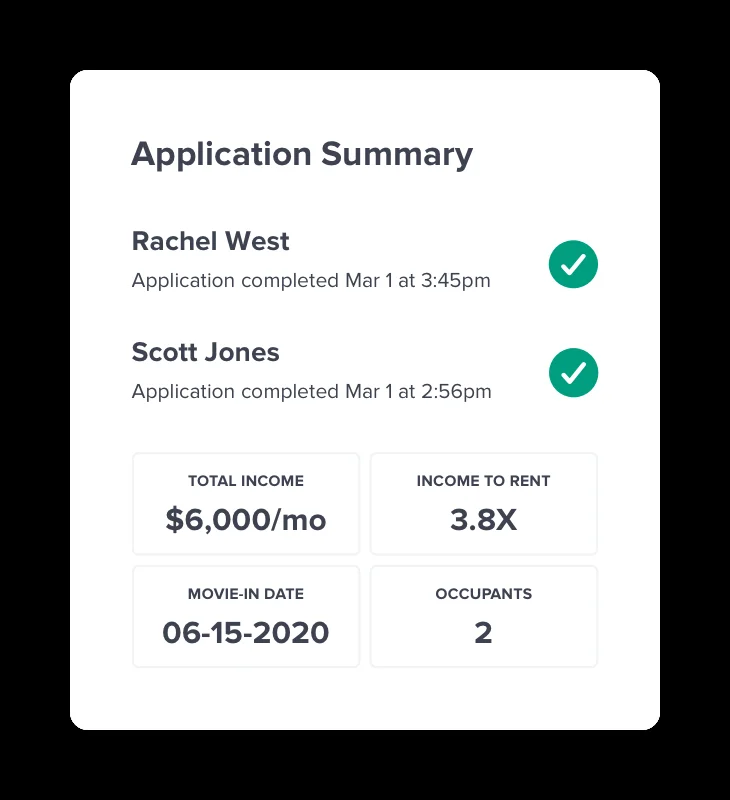 Application Summary
Rachel West
Application completed Mar 1 at 3:45pm
Scott Jones
Application completed Mar 1 at 2:56pm
TOTAL INCOME
$6,000/mo
INCOME TO RENT
3.8X
MOVIE-IN DATE
06-15-2020
OCCUPANTS
2